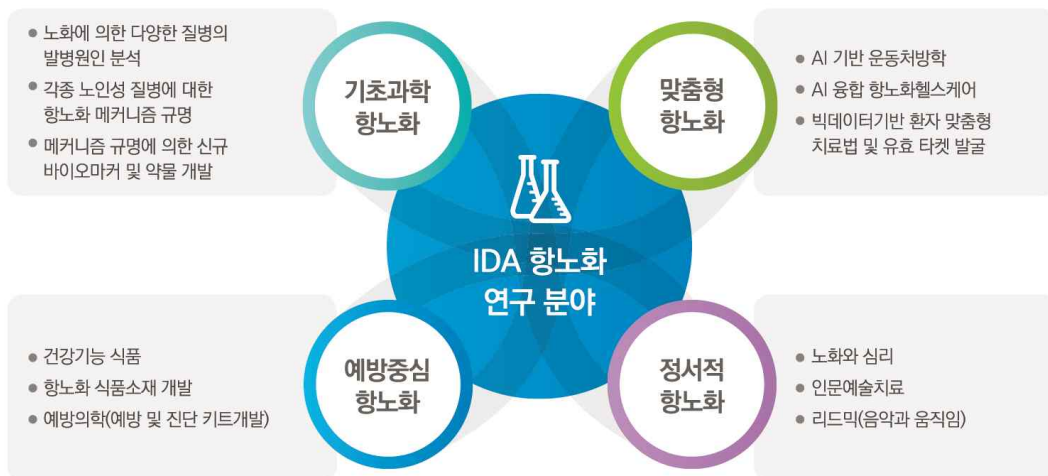 노화에 의한 다양한 질병의
발병원인 분석
각종 노인성 질병에 대한
항노화 메커니즘 규명
메커니즘 규명에 의한 신규
바이오마커 및 약물 개발
기초과학
항노화
맞춤형
항노화
AI 기반 운동처방학
AI 융합 항노화헬스케어
빅데이터기반 환자 맞춤형
치료법 및 유효 타켓 발굴
IDA 항노화
연구 분야
건강기능 식품
항노화 식품소재 개발
예방의학(예방 및 진단 키트개발)
예방중심
항노화
정서적
항노화
노화와 심리
인문예술치료
리드믹(음악과 움직임)